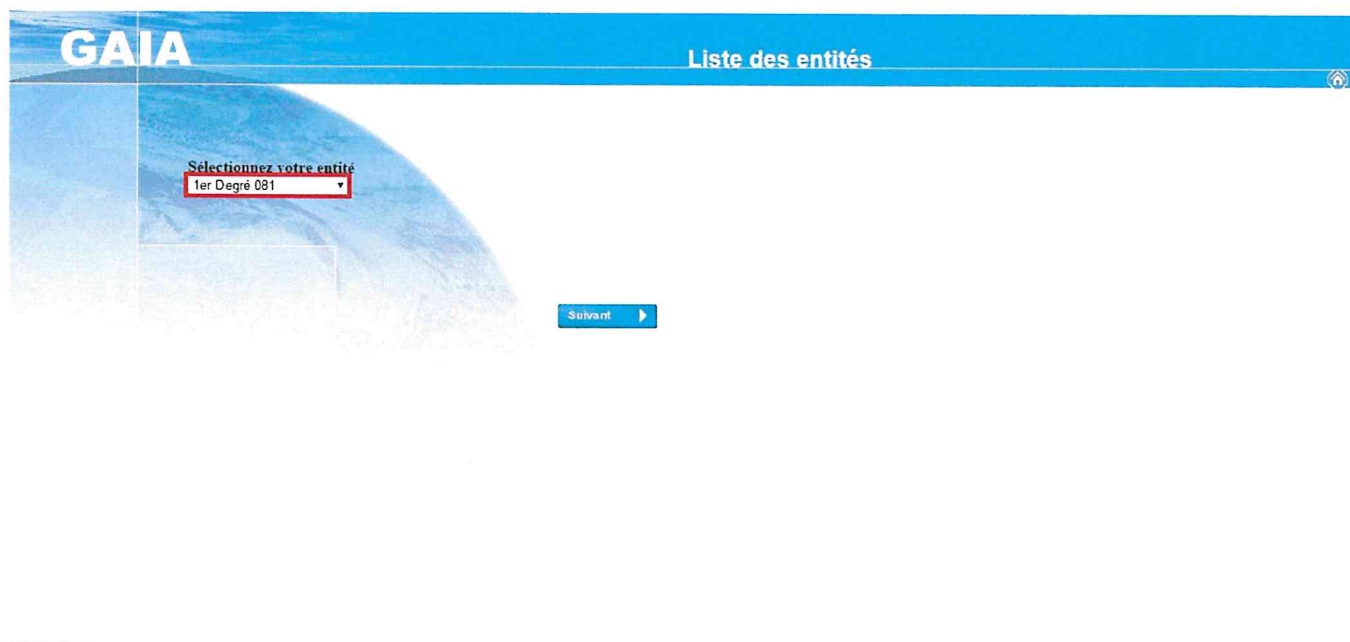 GAIA
Liste des entités
Sélectionnez votre entité
1er Degré 081
Suivant